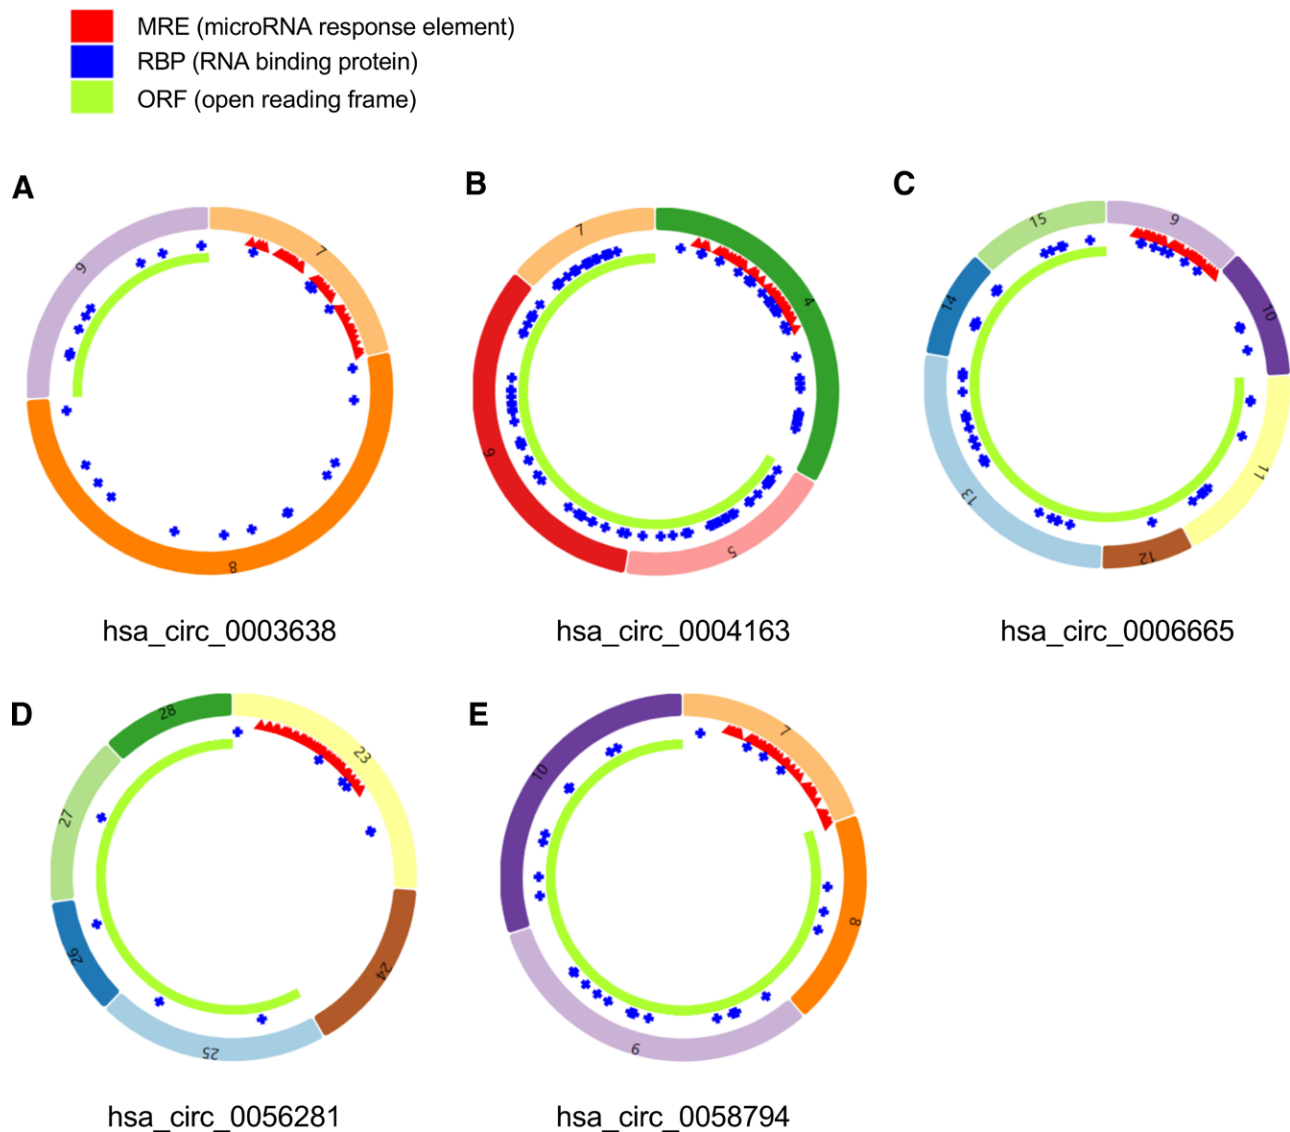 MRE (microRNA response element)
RBP (RNA binding protein)
ORF (open reading frame)
A
7
8
9
hsa_circ_0003638
B
4
5
6
7
hsa_circ_0004163
C
9
10
11
12
13
14
15
hsa_circ_0006665
D
23
24
25
26
27
28
hsa_circ_0056281
E
7
8
9
10
hsa_circ_0058794